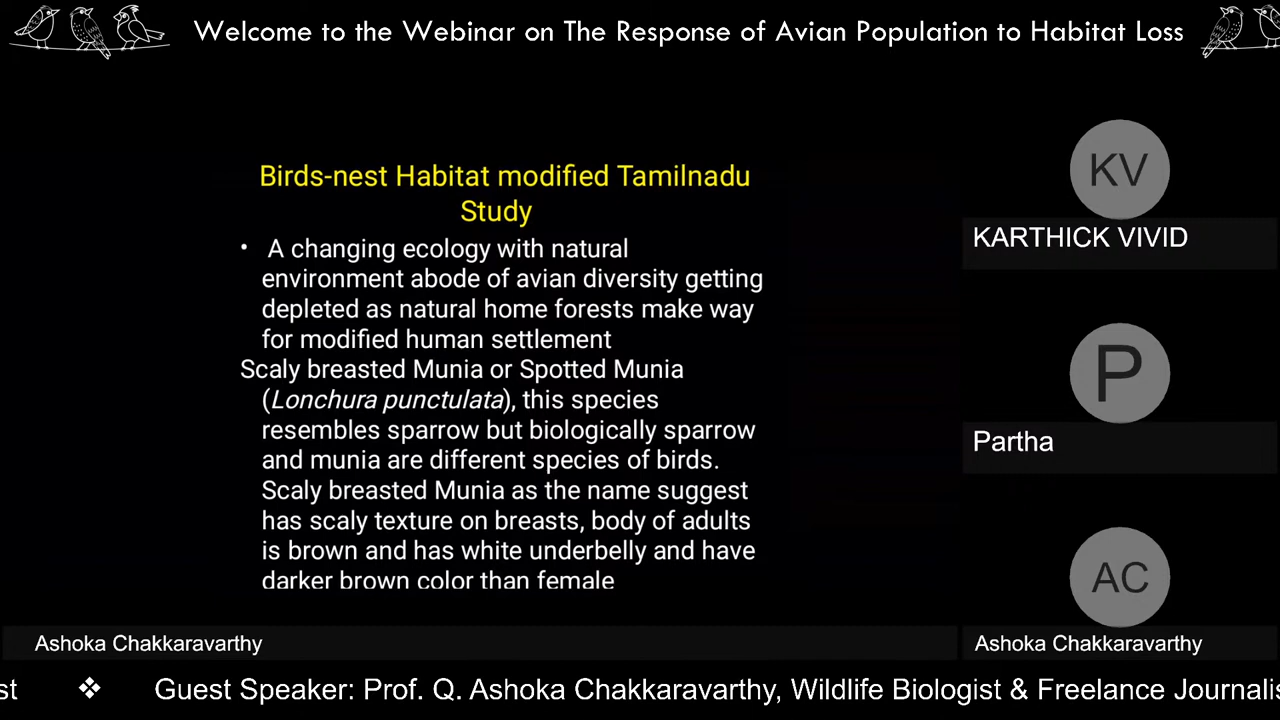 Welcome to the Webinar on The Response of Avian Population to Habitat Loss
Birds-nest Habitat modified Tamilnadu
Study
• A changing ecology with natural
environment abode of avian diversity getting
depleted as natural home forests make way
for modified human settlement
Scaly breasted Munia or Spotted Munia
(Lonchura punctulata), this species
resembles sparrow but biologically sparrow
and munia are different species of birds.
Scaly breasted Munia as the name suggest
has scaly texture on breasts, body of adults
is brown and has white underbelly and have
darker brown color than female
KV
KARTHICK VIVID
P
Partha
AC
Ashoka Chakkaravarthy
Ashoka Chakkaravarthy
st ❖ Guest Speaker: Prof. Q. Ashoka Chakkaravarthy, Wildlife Biologist & Freelance Journalis